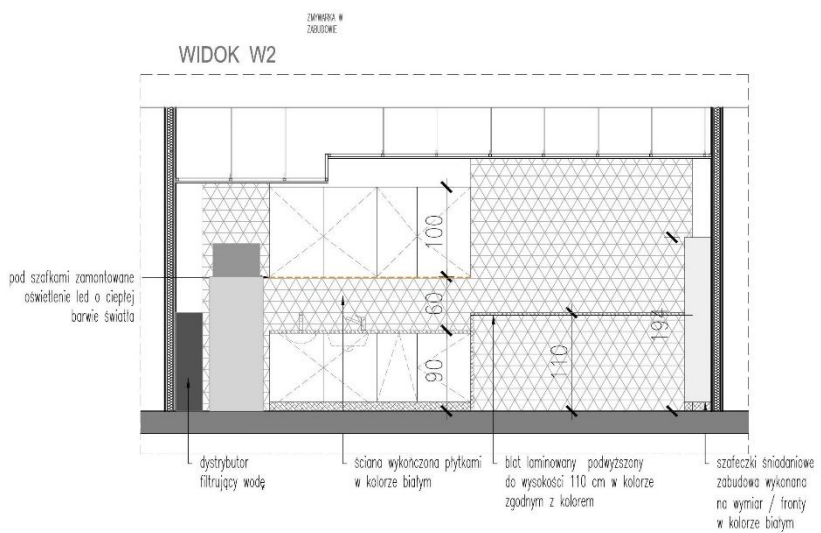 ZMYWARKA W
ZABUDOWIE
WIDOK W2
100
pod szafkami zamontowane
oświetlenie led o ciepłej
barwie światła
60
194
90
110
dystrybutor
filtrujący wodę
ściana wykończona płytkami
w kolorze białym
blat laminowany podwyższony
do wysokości 110 cm w kolorze
zgodnym z kolorem
szafeczki śniadaniowe
zabudowa wykonana
na wymiar / fronty
w kolorze białym